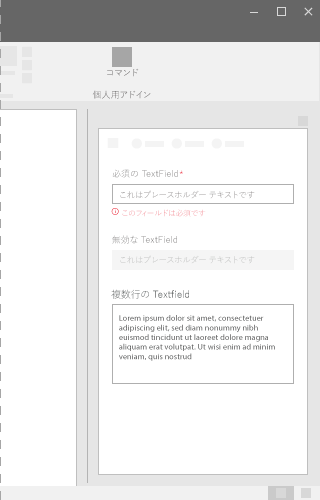 コマンド
個人用アドイン
必須の TextField*
これはプレースホルダー テキストです
このフィールドは必須です
無効な TextField
これはプレースホルダー テキストです
複数行の Textfield
Lorem ipsum dolor sit amet, consectetuer
adipiscing elit, sed diam nonummy nibh
euismod tincidunt ut laoreet dolore magna
aliquam erat volutpat. Ut wisi enim ad minim
veniam, quis nostrud